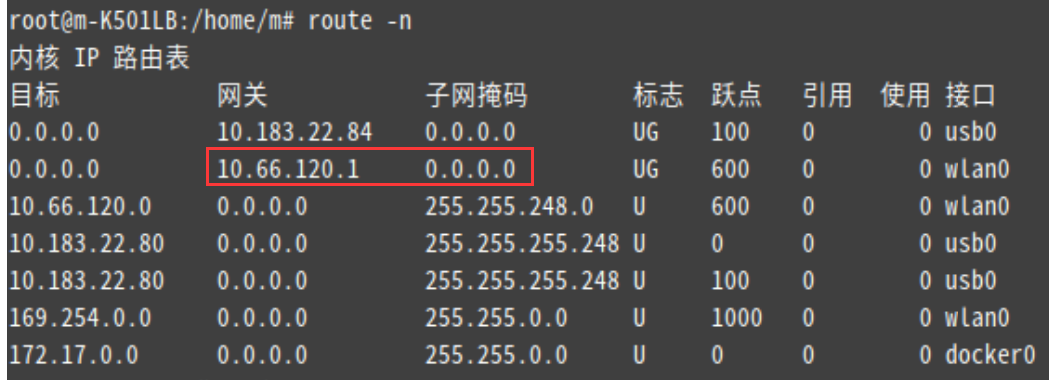 root@m-K501LB:/home/m# route -n
内核 IP 路由表
目标 网关 子网掩码 标志 跃点 引用 使用 接口
0.0.0.0 10.183.22.84 0.0.0.0 UG 100 0 0 usb0
0.0.0.0 10.66.120.1 0.0.0.0 UG 600 0 0 wlan0
10.66.120.0 0.0.0.0 255.255.248.0 U 600 0 0 wlan0
10.183.22.80 0.0.0.0 255.255.255.248 U 0 0 0 usb0
10.183.22.80 0.0.0.0 255.255.255.248 U 100 0 0 usb0
169.254.0.0 0.0.0.0 255.255.0.0 U 1000 0 0 wlan0
172.17.0.0 0.0.0.0 255.255.0.0 U 0 0 0 docker0